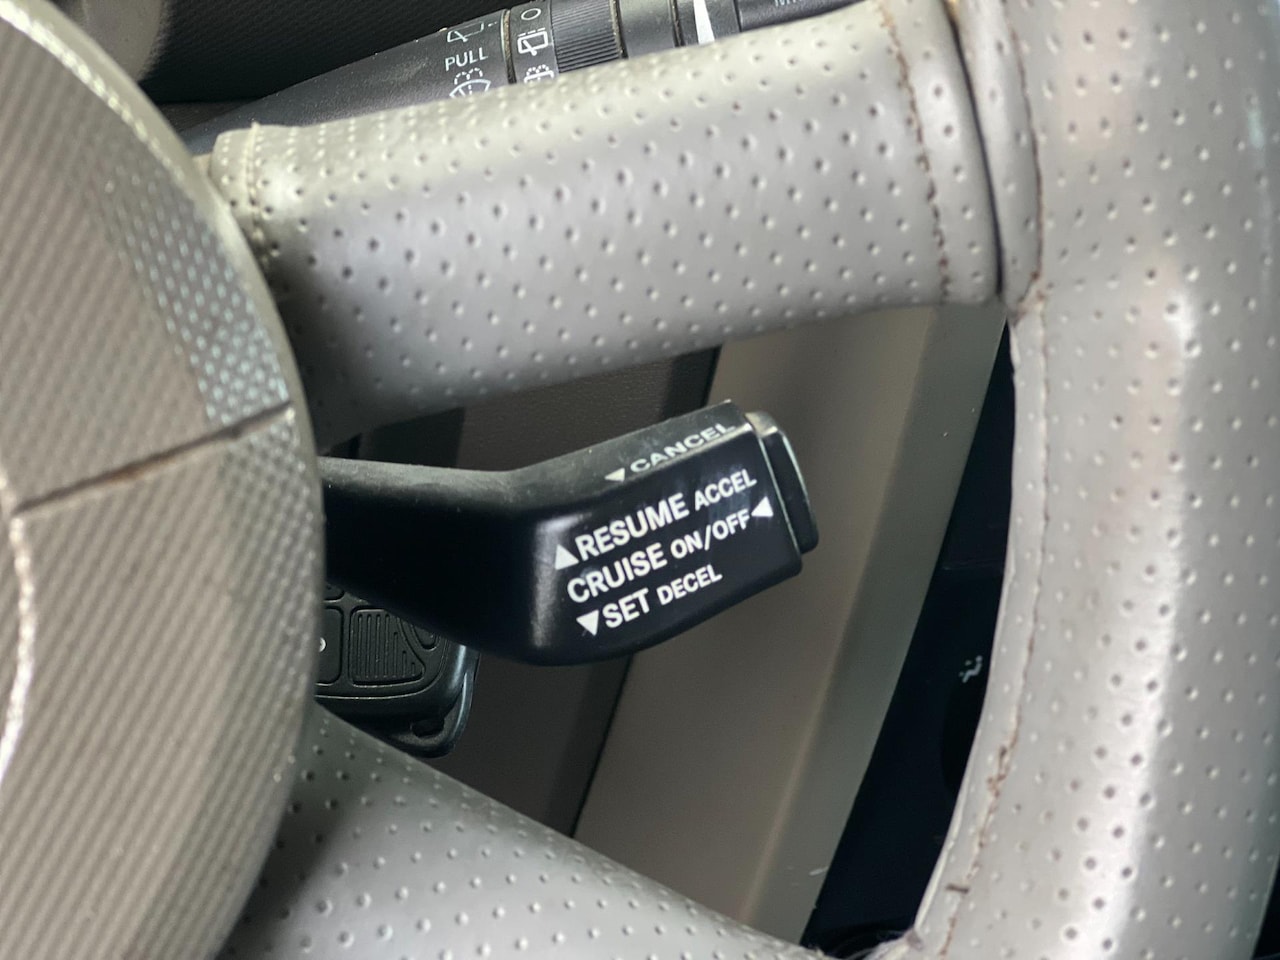 PULL
CANCEL
RESUME ACCEL
CRUISE ON/OFF
SET DECEL